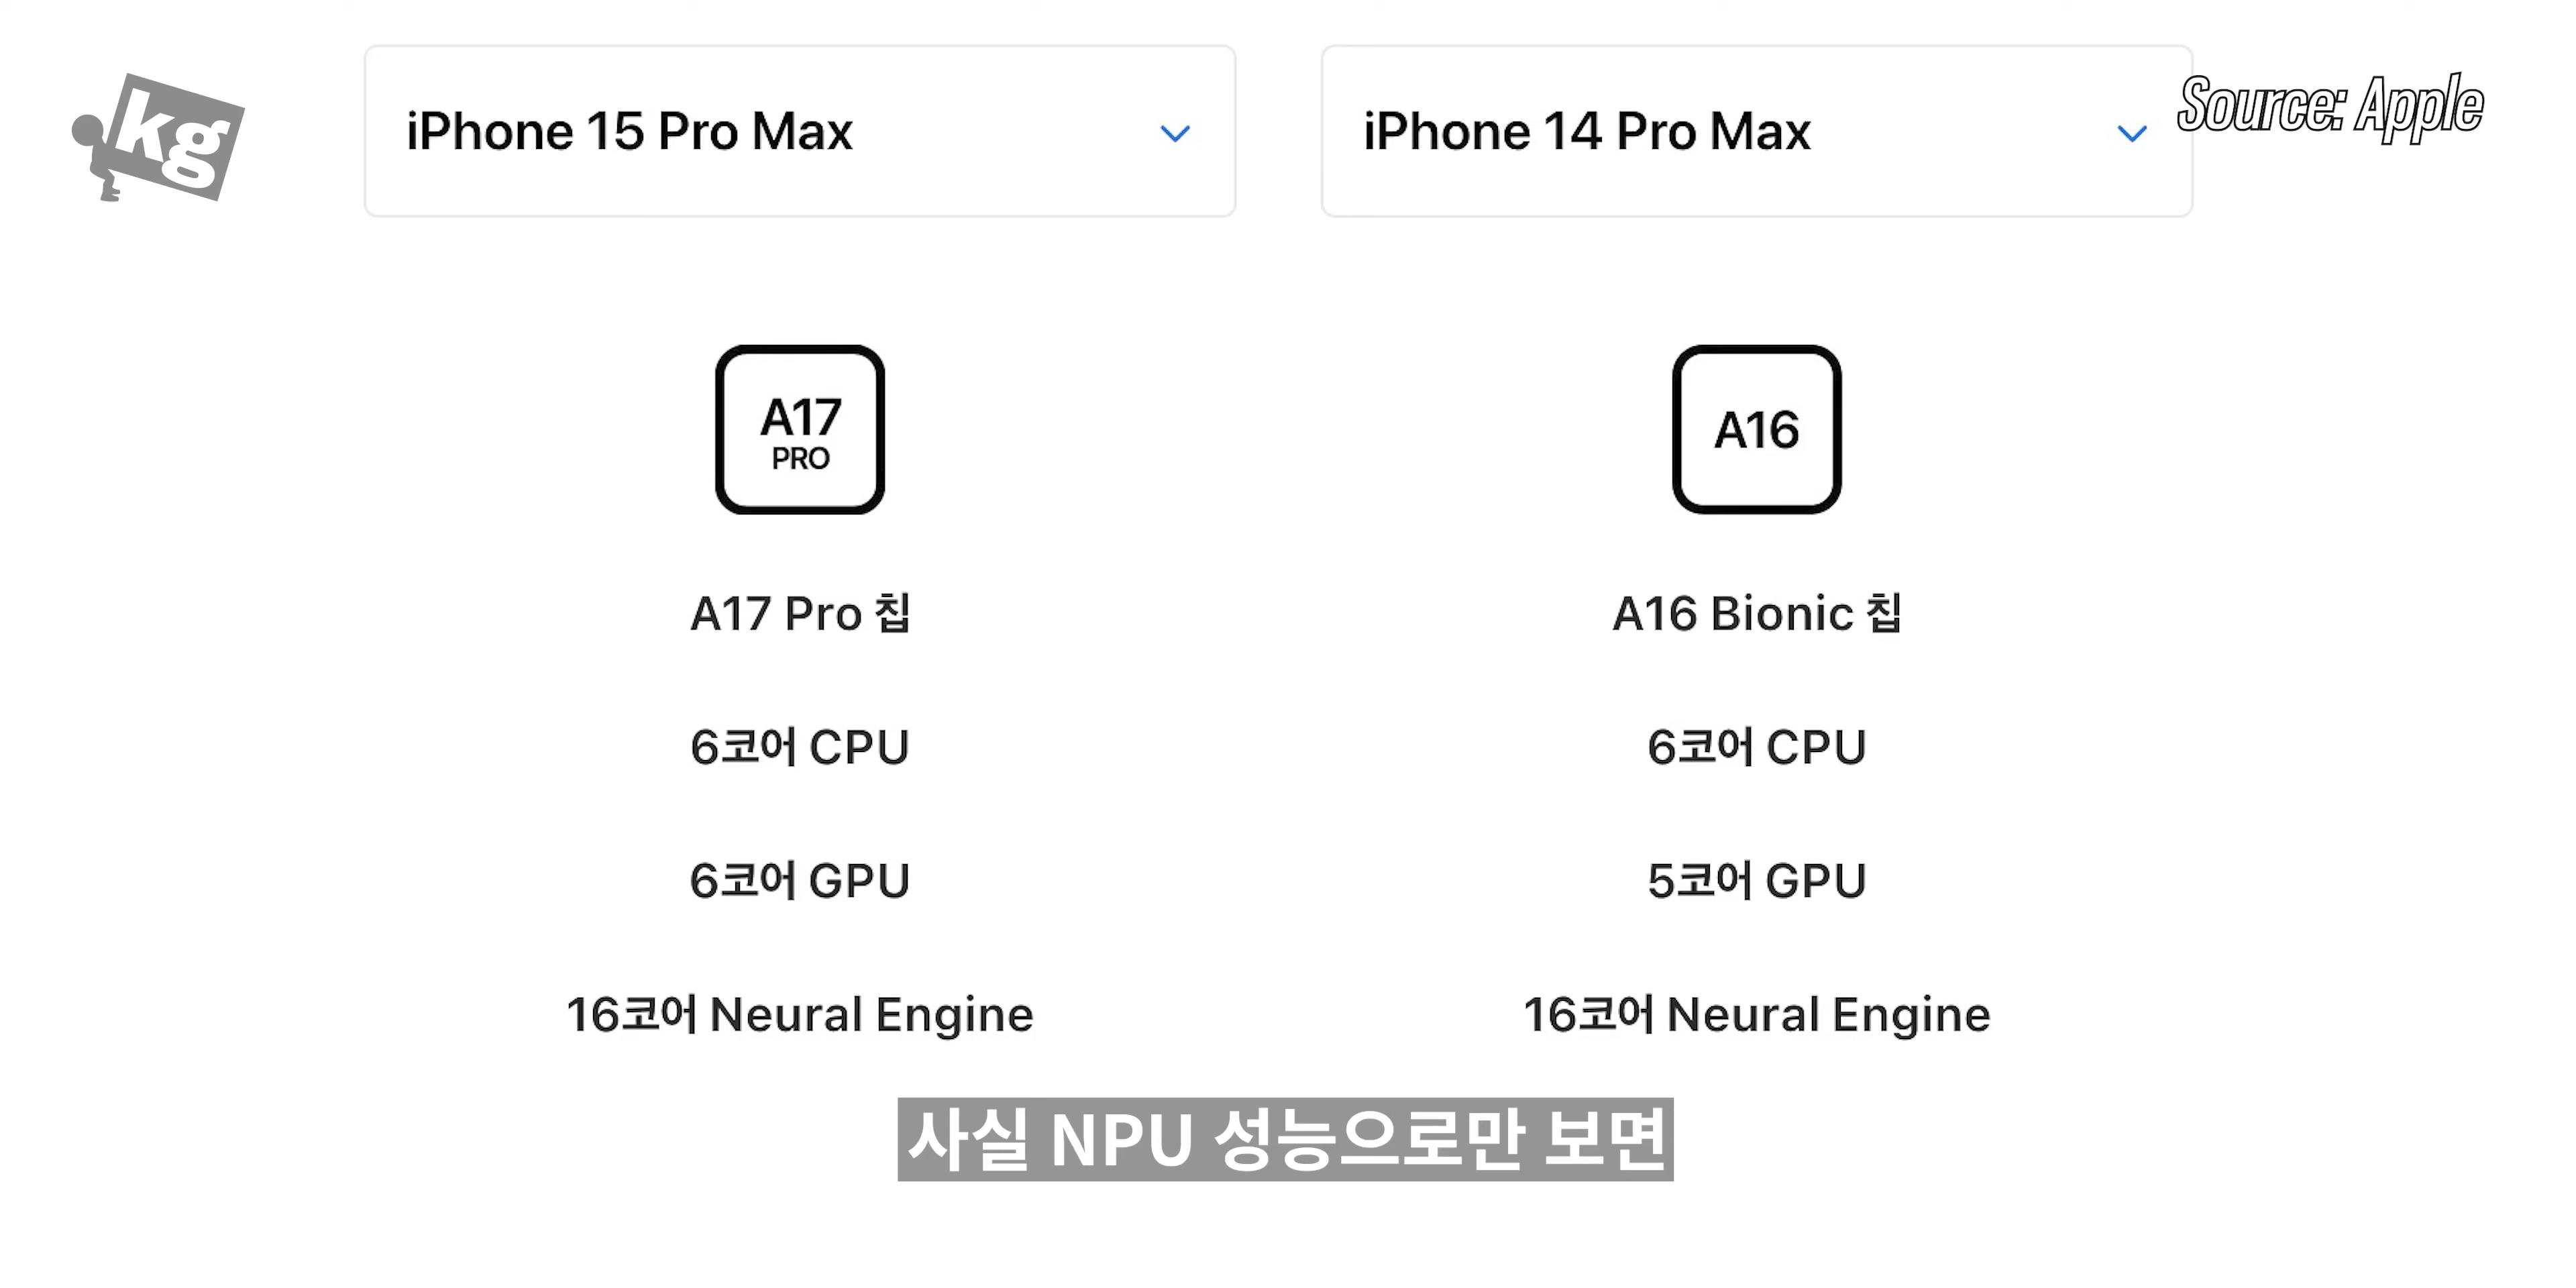 kg
iPhone 15 Pro Max
iPhone 14 Pro Max
Source: Apple
A17
PRO
A16
A17 Pro 칩
A16 Bionic 칩
6코어 CPU
6코어 CPU
6코어 GPU
5코어 GPU
16코어 Neural Engine
16코어 Neural Engine
사실 NPU 성능으로만 보면